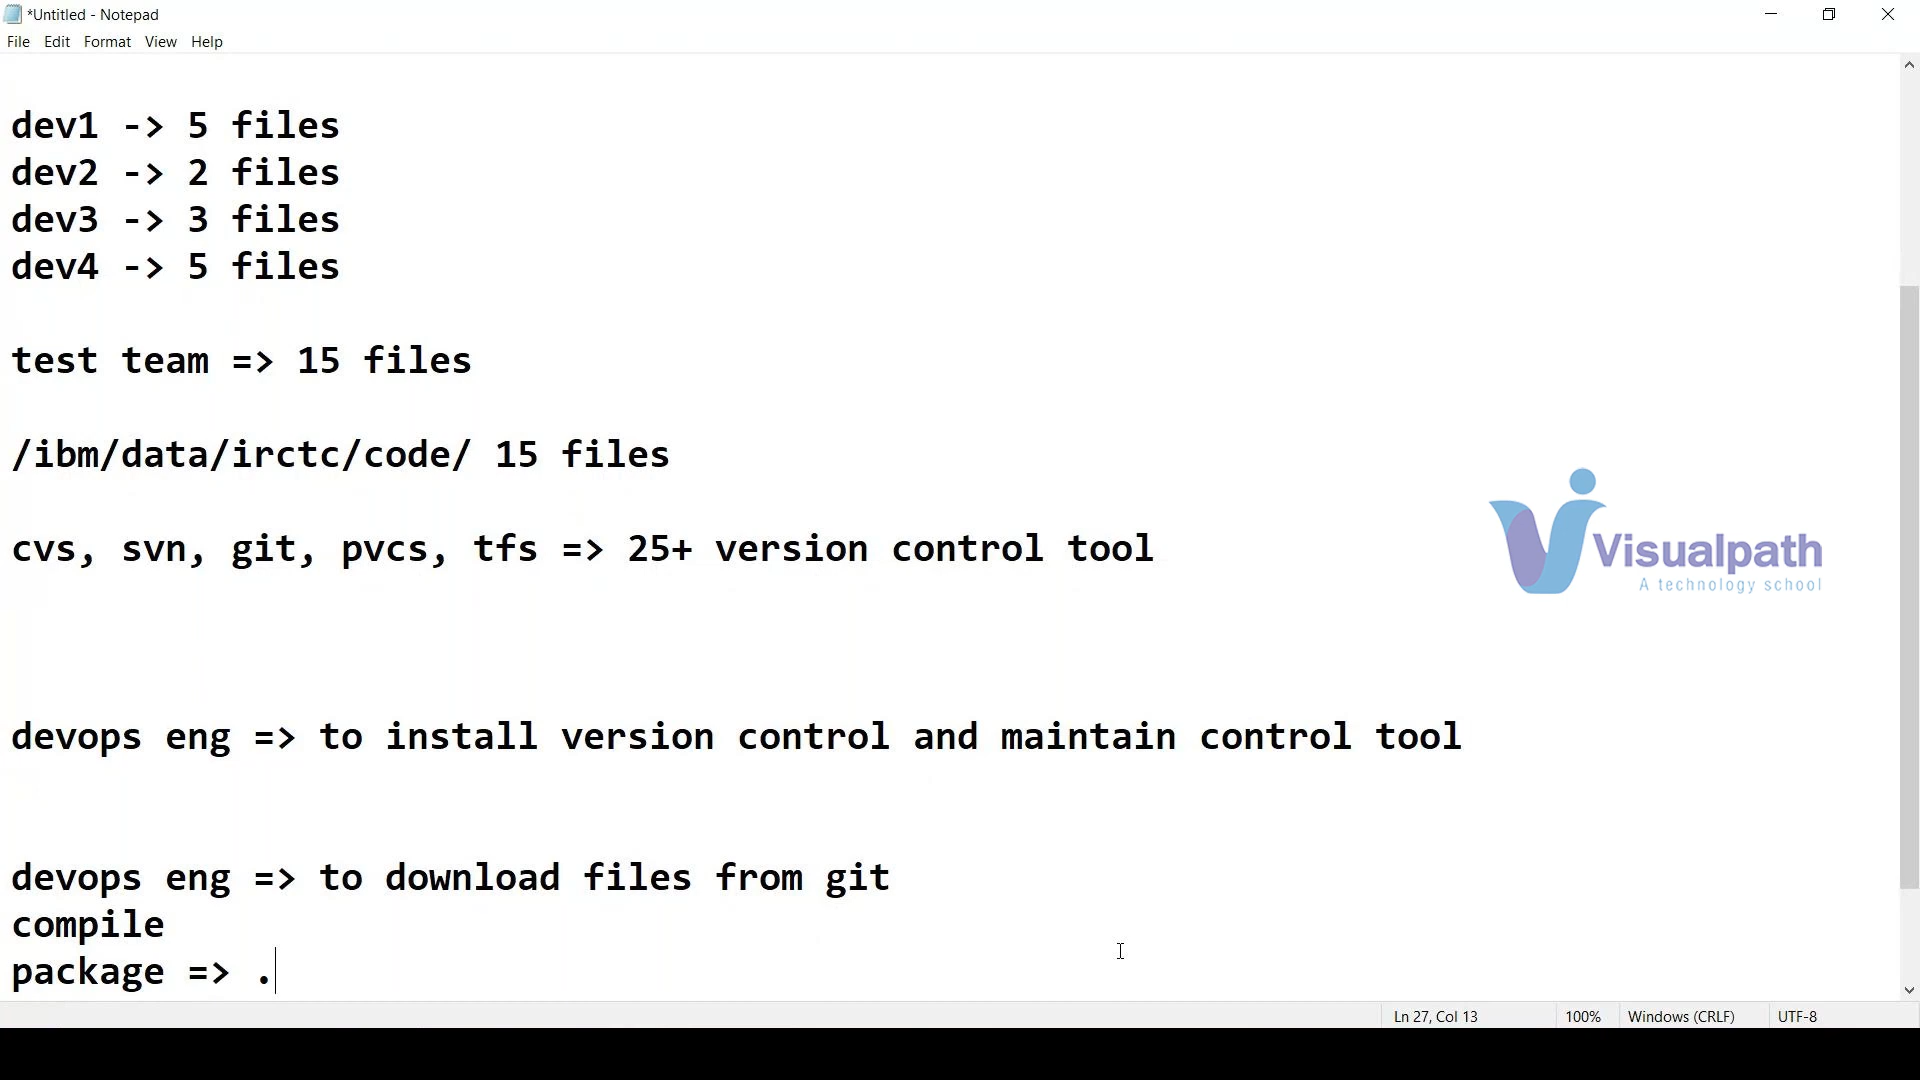 *Untitled - Notepad
File Edit Format View Help
dev1 -> 5 files
dev2 -> 2 files
dev3 -> 3 files
dev4 -> 5 files
test team => 15 files
/ibm/data/irctc/code/ 15 files
cvs, svn, git, pvcs, tfs => 25+ version control tool
Visualpath
A technology school
devops eng => to install version control and maintain control tool
devops eng => to download files from git
compile
package => .
Ln 27, Col 13 100% Windows (CRLF) UTF-8